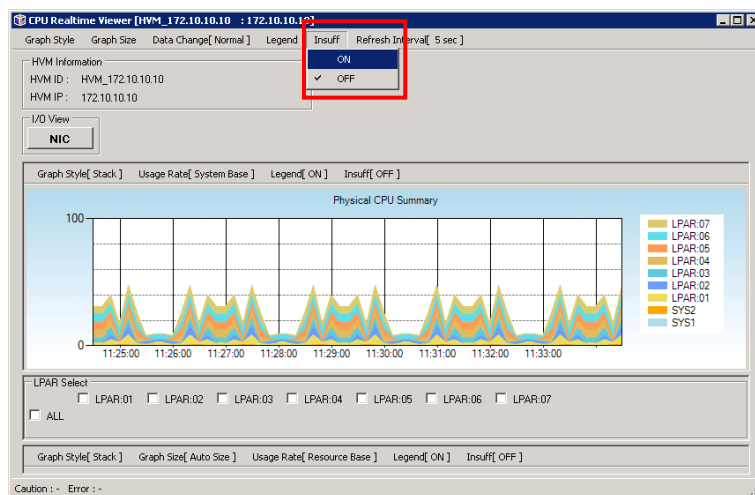 CPU Realtime Viewer [HVM_172.10.10.10 : 172.10.10.10]
Graph Style Graph Size Data Change[ Normal ] Legend Insuff Refresh Interval[ 5 sec ]
ON
✓ OFF
HVM Information
HVM ID : HVM_172.10.10.10
HVM IP : 172.10.10.10
I/O View
NIC
Graph Style[ Stack ] Usage Rate[ System Base ] Legend[ ON ] Insuff[ OFF ]
Physical CPU Summary
100
0
11:25:00 11:26:00 11:27:00 11:28:00 11:29:00 11:30:00 11:31:00 11:32:00 11:33:00
LPAR:07
LPAR:06
LPAR:05
LPAR:04
LPAR:03
LPAR:02
LPAR:01
SYS2
SYS1
LPAR Select
LPAR:01 LPAR:02 LPAR:03 LPAR:04 LPAR:05 LPAR:06 LPAR:07
ALL
Graph Style[ Stack ] Graph Size[ Auto Size ] Usage Rate[ Resource Base ] Legend[ ON ] Insuff[ OFF ]
Caution : - Error : -